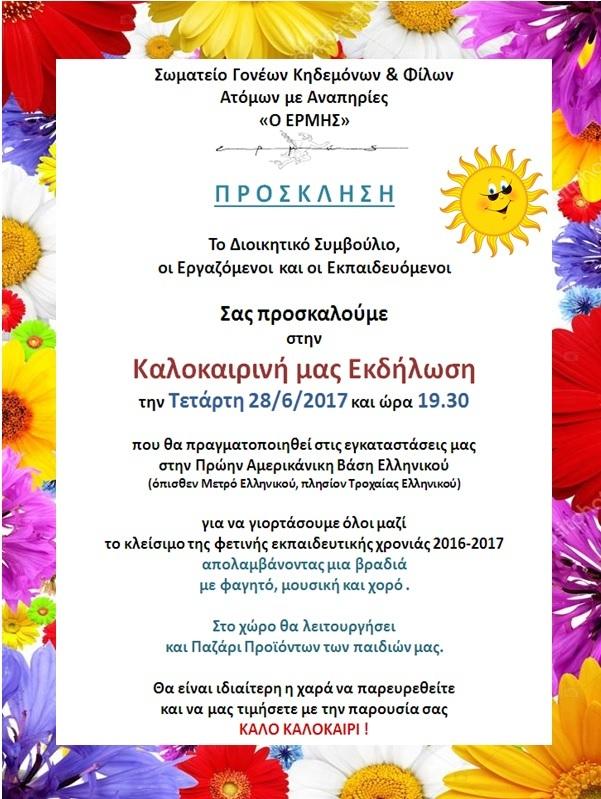 Σωματείο Γονέων Κηδεμόνων & Φίλων
Ατόμων με Αναπηρίες
«Ο ΕΡΜΗΣ»
ερμής
ΠΡΟΣΚΛΗΣΗ
Το Διοικητικό Συμβούλιο,
οι Εργαζόμενοι και οι Εκπαιδευόμενοι
Σας προσκαλούμε
στην
Καλοκαιρινή μας Εκδήλωση
την Τετάρτη 28/6/2017 και ώρα 19.30
που θα πραγματοποιηθεί στις εγκαταστάσεις μας
στην Πρώην Αμερικάνικη Βάση Ελληνικού
(όπισθεν Μετρό Ελληνικού, πλησίον Τροχαίας Ελληνικού)
για να γιορτάσουμε όλοι μαζί
το κλείσιμο της φετινής εκπαιδευτικής χρονιάς 2016-2017
απολαμβάνοντας μια βραδιά
με φαγητό, μουσική και χορό .
Στο χώρο θα λειτουργήσει
και Παζάρι Προϊόντων των παιδιών μας.
Θα είναι ιδιαίτερη η χαρά να παρευρεθείτε
και να μας τιμήσετε με την παρουσία σας
ΚΑΛΟ ΚΑΛΟΚΑΙΡΙ !